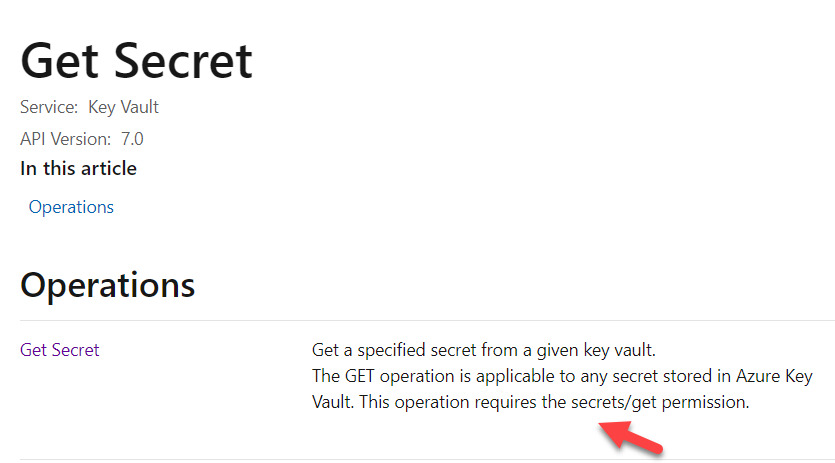 Get Secret
Service: Key Vault
API Version: 7.0
In this article
Operations
Operations
Get Secret
Get a specified secret from a given key vault.
The GET operation is applicable to any secret stored in Azure Key
Vault. This operation requires the secrets/get permission.